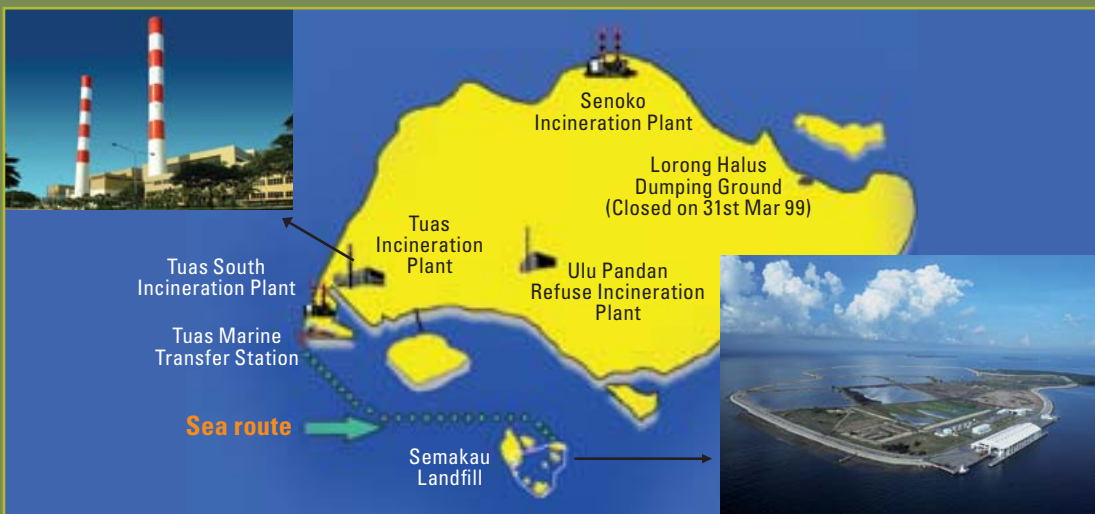 Senoko
Incineration Plant
Lorong Halus
Dumping Ground
(Closed on 31st Mar 99)
Tuas
Incineration
Plant
Tuas South
Incineration Plant
Ulu Pandan
Refuse Incineration
Plant
Tuas Marine
Transfer Station
Sea route
Semakau
Landfill